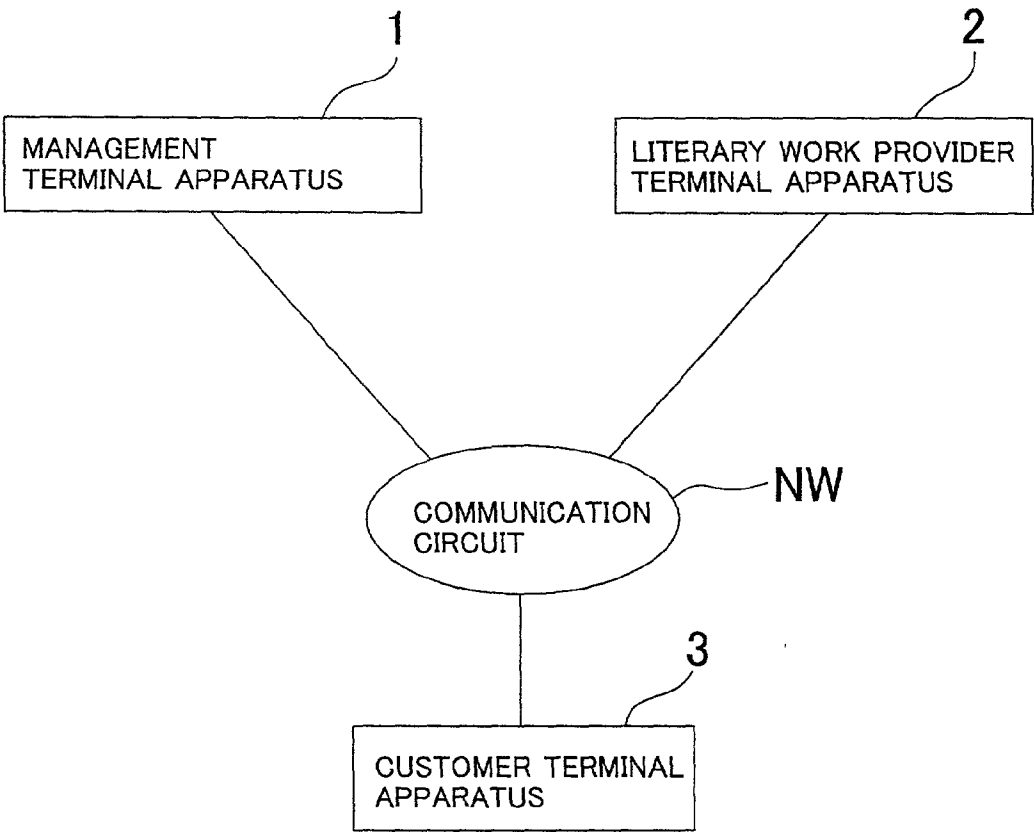 1
2
MANAGEMENT
TERMINAL APPARATUS
LITERARY WORK PROVIDER
TERMINAL APPARATUS
COMMUNICATION
CIRCUIT
NW
3
CUSTOMER TERMINAL
APPARATUS